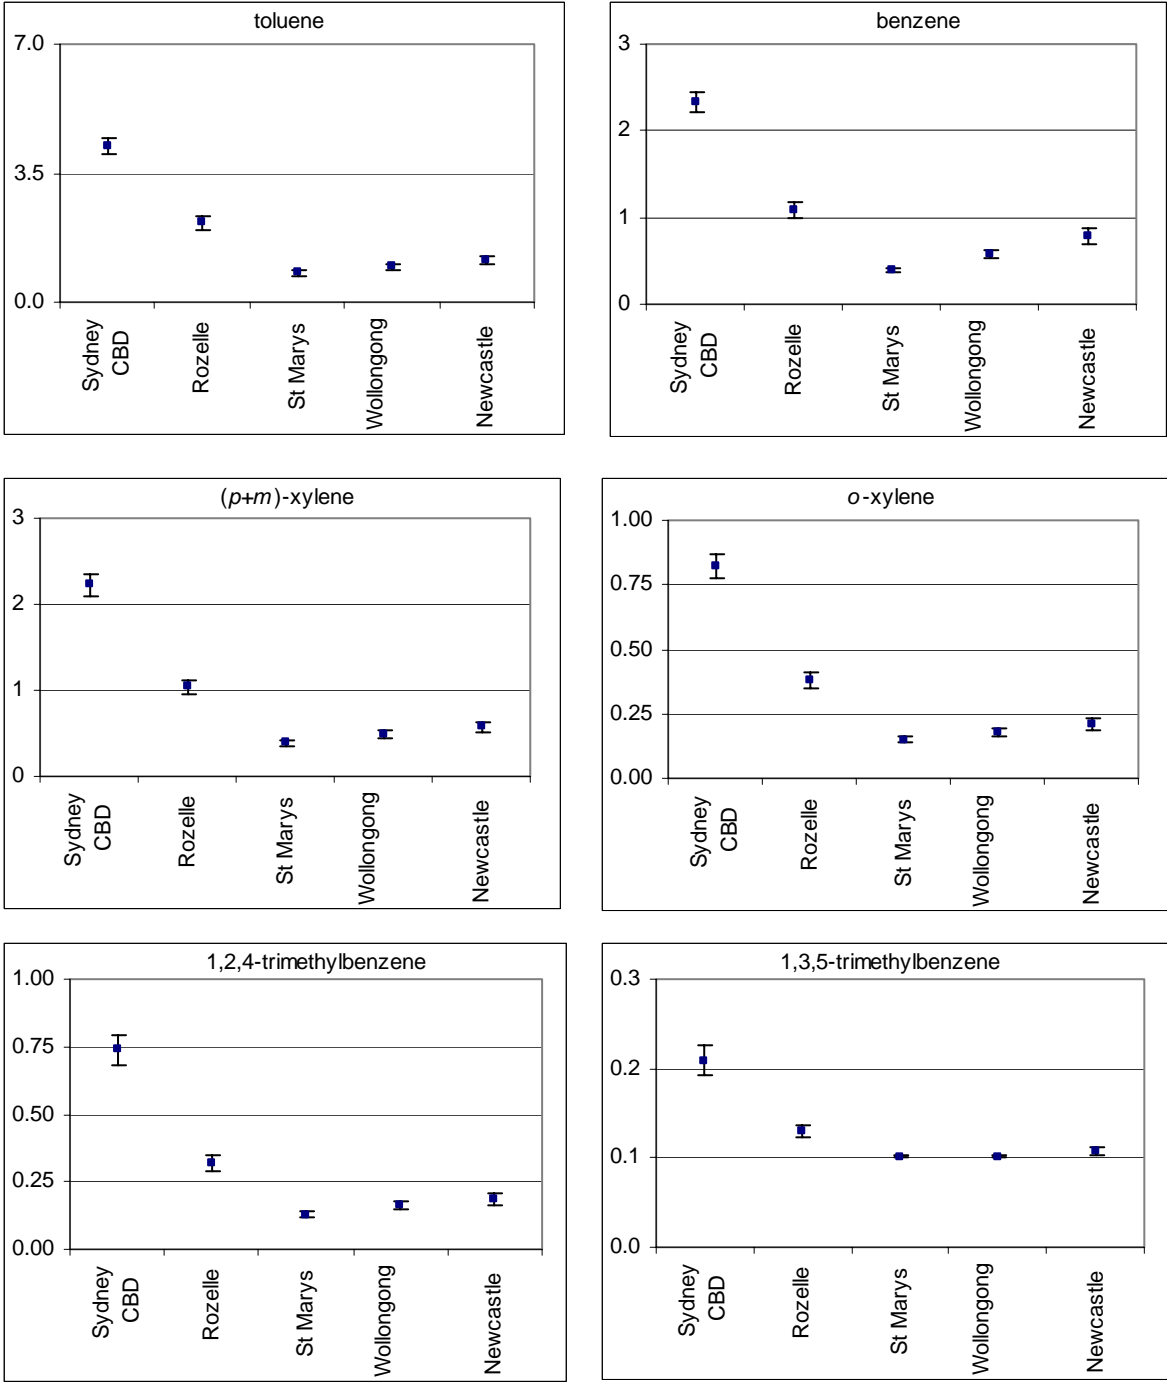 toluene
7.0
3.5
0.0
Sydney
CBD
Rozelle
St Marys
Wollongong
Newcastle
benzene
3
2
1
0
Sydney
CBD
Rozelle
St Marys
Wollongong
Newcastle
(p+m)-xylene
3
2
1
0
Sydney
CBD
Rozelle
St Marys
Wollongong
Newcastle
o-xylene
1.00
0.75
0.50
0.25
0.00
Sydney
CBD
Rozelle
St Marys
Wollongong
Newcastle
1,2,4-trimethylbenzene
1.00
0.75
0.50
0.25
0.00
Sydney
CBD
Rozelle
St Marys
Wollongong
Newcastle
1,3,5-trimethylbenzene
0.3
0.2
0.1
0.0
Sydney
CBD
Rozelle
St Marys
Wollongong
Newcastle